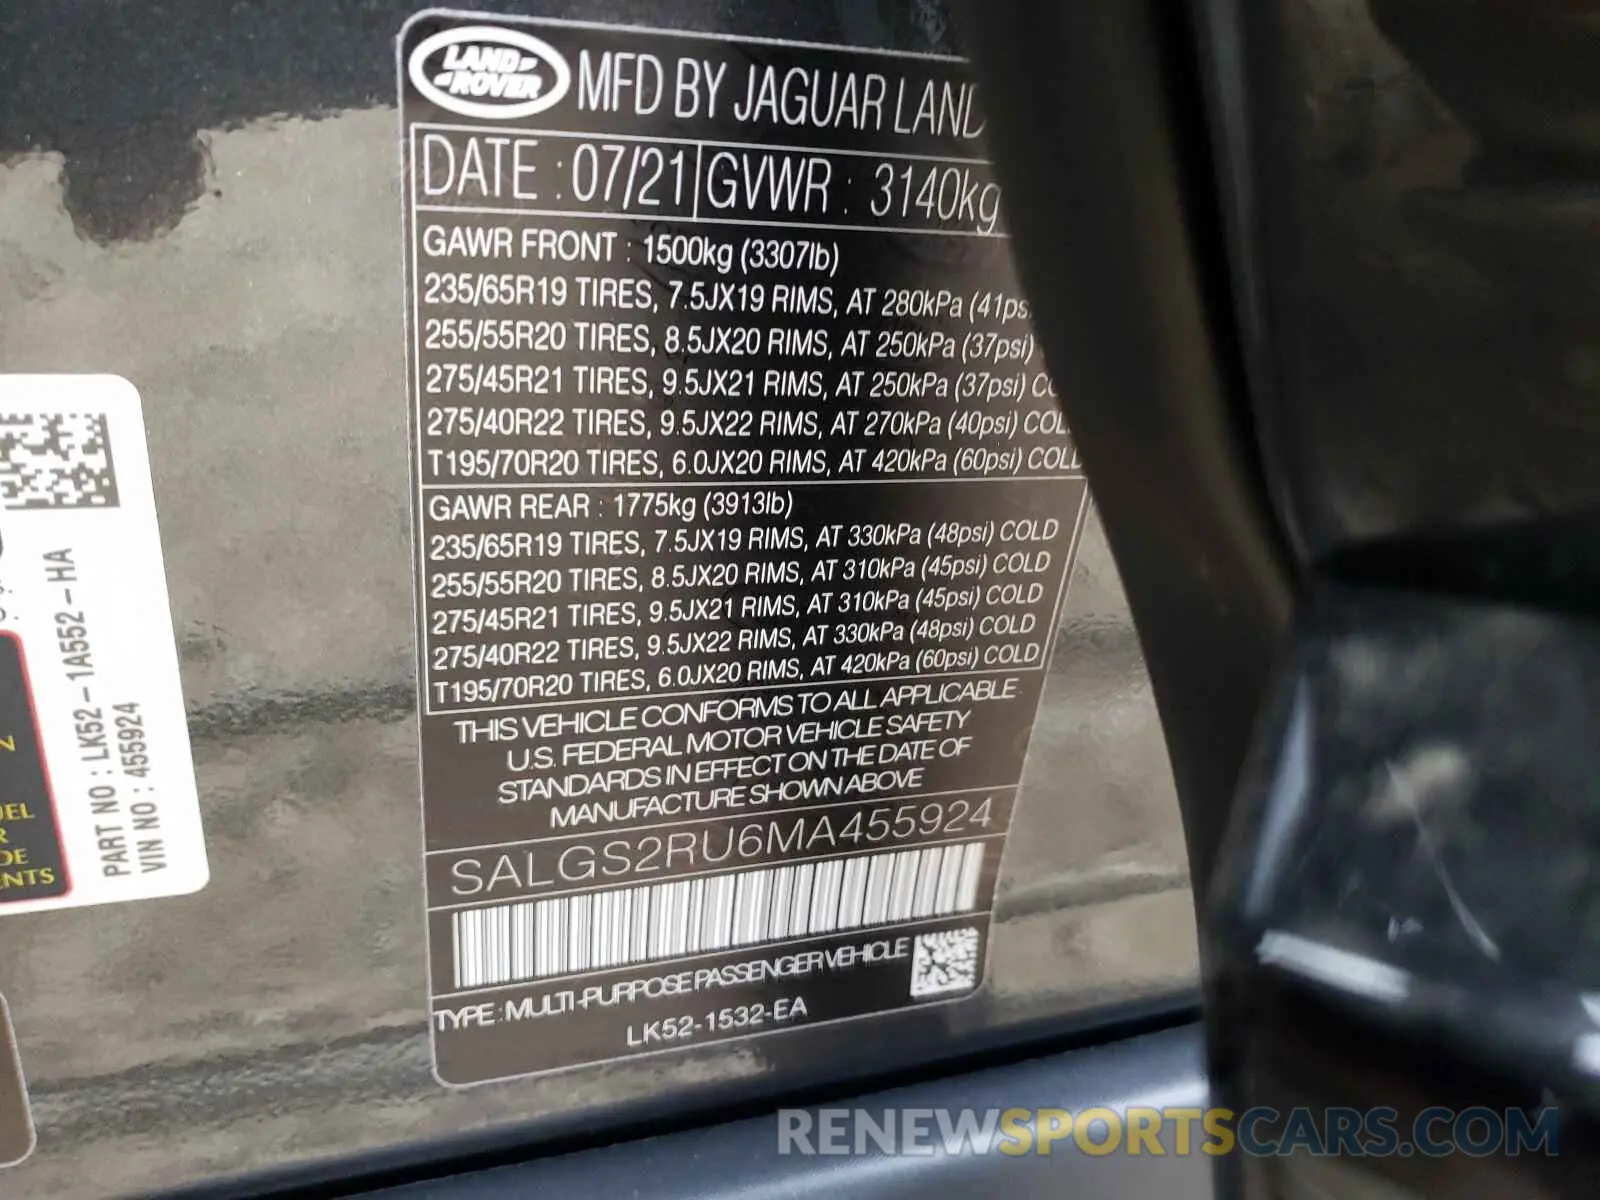 LAND
ROVER
MFD BY JAGUAR LAND
DATE : 07/21 GVWR : 3140kg
GAWR FRONT : 1500kg (3307lb)
235/65R19 TIRES, 7.5JX19 RIMS, AT 280kPa (41ps
255/55R20 TIRES, 8.5JX20 RIMS, AT 250kPa (37psi)
275/45R21 TIRES, 9.5JX21 RIMS, AT 250kPa (37psi) CO
275/40R22 TIRES, 9.5JX22 RIMS, AT 270kPa (40psi) COL
T195/70R20 TIRES, 6.0JX20 RIMS, AT 420kPa (60psi) COLD
GAWR REAR : 1775kg (3913lb)
235/65R19 TIRES, 7.5JX19 RIMS, AT 330kPa (48psi) COLD
255/55R20 TIRES, 8.5JX20 RIMS, AT 310kPa (45psi) COLD
275/45R21 TIRES, 9.5JX21 RIMS, AT 310kPa (45psi) COLD
275/40R22 TIRES, 9.5JX22 RIMS, AT 330kPa (48psi) COLD
T195/70R20 TIRES, 6.0JX20 RIMS, AT 420kPa (60psi) COLD
THIS VEHICLE CONFORMS TO ALL APPLICABLE
U.S. FEDERAL MOTOR VEHICLE SAFETY
STANDARDS IN EFFECT ON THE DATE OF
MANUFACTURE SHOWN ABOVE
SALGS2RU6MA455924
TYPE : MULTI-PURPOSE PASSENGER VEHICLE
LK52-1532-EA
PART NO : LK52-1A552-HA
VIN NO : 455924
N
UEL
R
DE
ENTS
RENEWSPORTSCARS.COM